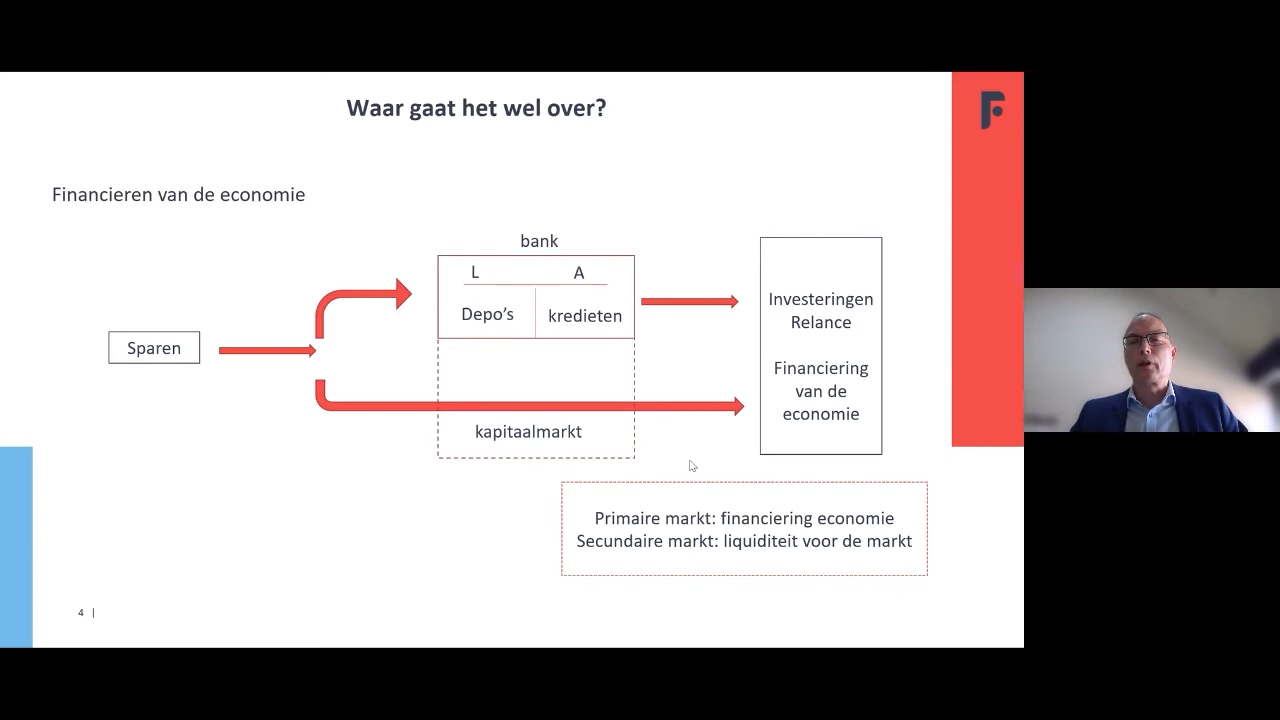 Waar gaat het wel over?
Financieren van de economie
bank
L A
Depo's kredieten
Sparen
kapitaalmarkt
Investeringen
Relance
Financiering
van de
economie
Primaire markt: financiering economie
Secundaire markt: liquiditeit voor de markt
4 |